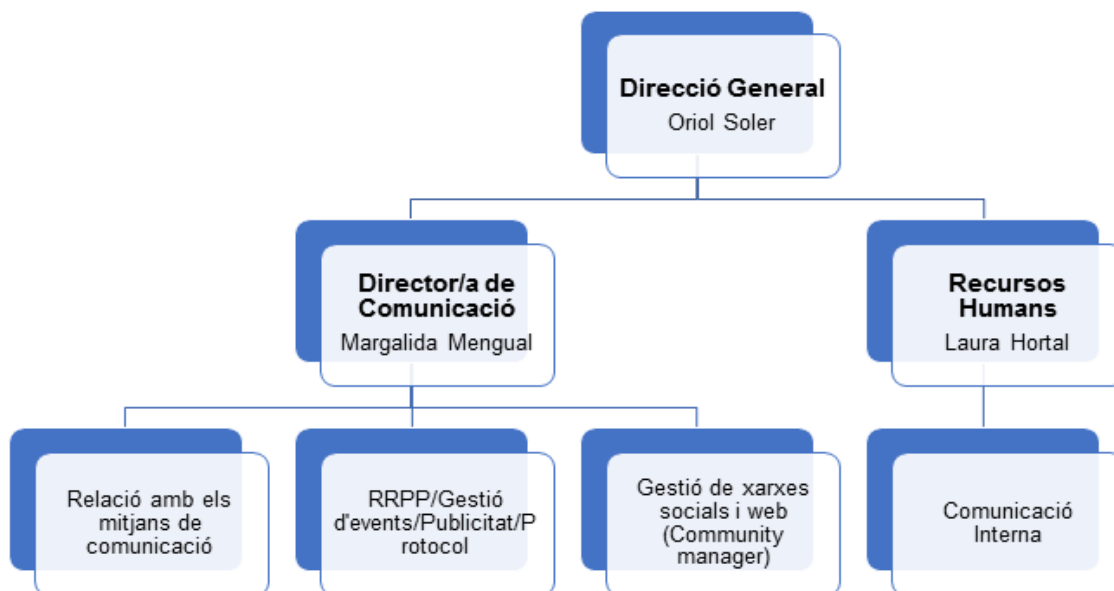 Direcció General
Oriol Soler
Director/a de
Comunicació
Margalida Mengual
Recursos
Humans
Laura Hortal
Relació amb els
mitjans de
comunicació
RRPP/Gestió
d'events/Publicitat/P
rotocol
Gestió de xarxes
socials i web
(Community
manager)
Comunicació
Interna